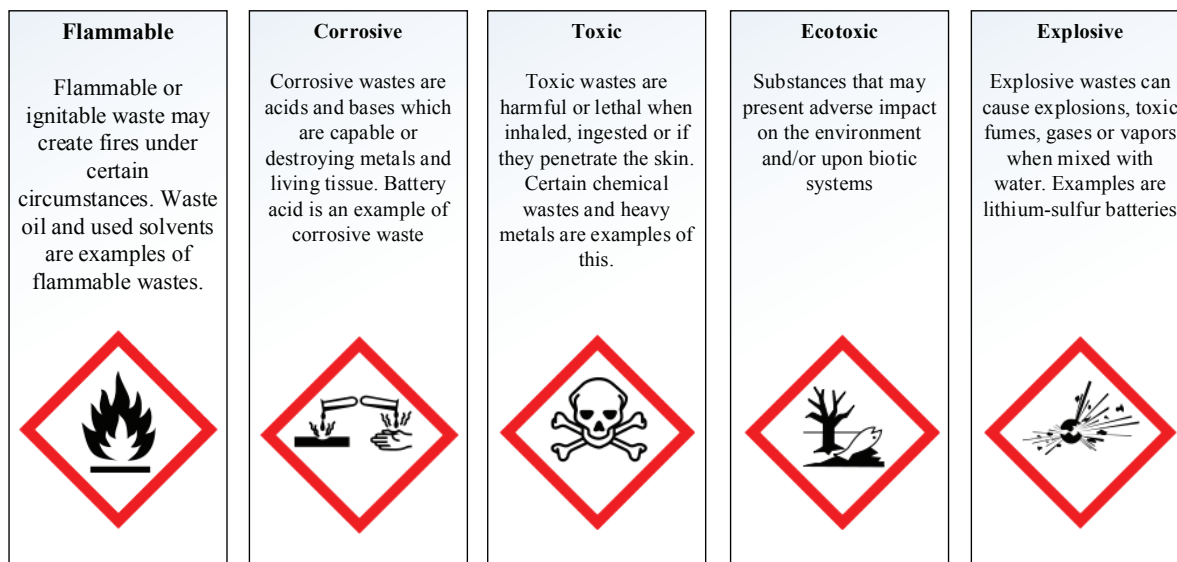 Flammable
Flammable or
ignitable waste may
create fires under
certain
circumstances. Waste
oil and used solvents
are examples of
flammable wastes.
Corrosive
Corrosive wastes are
acids and bases which
are capable or
destroying metals and
living tissue. Battery
acid is an example of
corrosive waste
Toxic
Toxic wastes are
harmful or lethal when
inhaled, ingested or if
they penetrate the skin.
Certain chemical
wastes and heavy
metals are examples of
this.
Ecotoxic
Substances that may
present adverse impact
on the environment
and/or upon biotic
systems
Explosive
Explosive wastes can
cause explosions, toxic
fumes, gases or vapors
when mixed with
water. Examples are
lithium-sulfur batteries